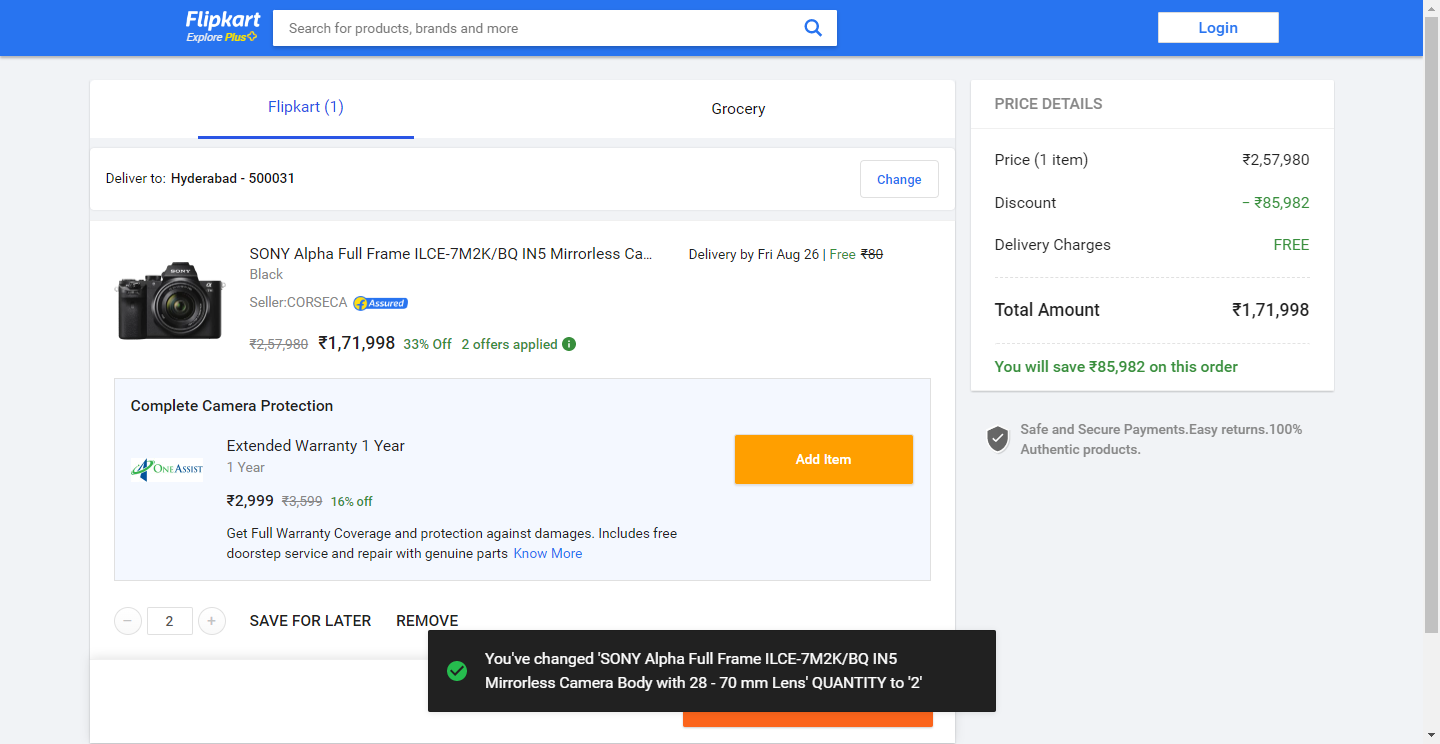 Flipkart
Explore Plus
Search for products, brands and more
Login
Flipkart (1)
Grocery
Deliver to: Hyderabad - 500031
Change
SONY Alpha Full Frame ILCE-7M2K/BQ IN5 Mirrorless Ca...
Black
Seller:CORSECA
Assured
₹2,57,980 ₹1,71,998 33% Off 2 offers applied
Delivery by Fri Aug 26 | Free ₹80
SONY
Complete Camera Protection
ONEASSIST
Extended Warranty 1 Year
1 Year
₹2,999 ₹3,599 16% off
Get Full Warranty Coverage and protection against damages. Includes free
doorstep service and repair with genuine parts Know More
Add Item
− 2 +
SAVE FOR LATER
REMOVE
You've changed 'SONY Alpha Full Frame ILCE-7M2K/BQ IN5
Mirrorless Camera Body with 28 - 70 mm Lens' QUANTITY to '2'
PRICE DETAILS
Price (1 item) ₹2,57,980
Discount − ₹85,982
Delivery Charges FREE
Total Amount ₹1,71,998
You will save ₹85,982 on this order
Safe and Secure Payments.Easy returns.100%
Authentic products.